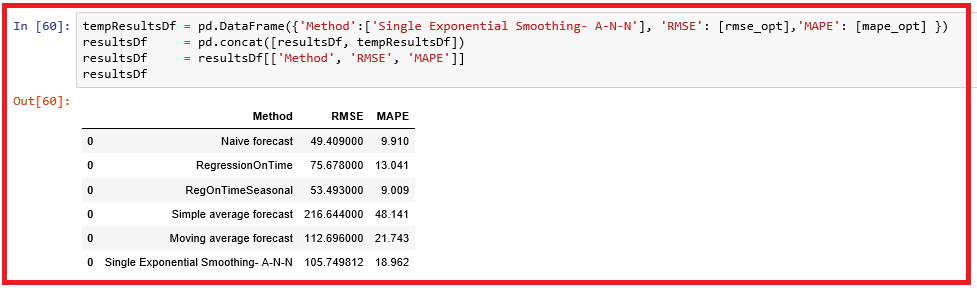 In [60]: tempResultsDf = pd.DataFrame({'Method':['Single Exponential Smoothing- A-N-N'], 'RMSE': [rmse_opt],'MAPE': [mape_opt] })
resultsDf     = pd.concat([resultsDf, tempResultsDf])
resultsDf     = resultsDf[['Method', 'RMSE', 'MAPE']]
resultsDf
Out[60]:
Method RMSE MAPE
0 Naive forecast 49.409000 9.910
0 RegressionOnTime 75.678000 13.041
0 RegOnTimeSeasonal 53.493000 9.009
0 Simple average forecast 216.644000 48.141
0 Moving average forecast 112.696000 21.743
0 Single Exponential Smoothing- A-N-N 105.749812 18.962